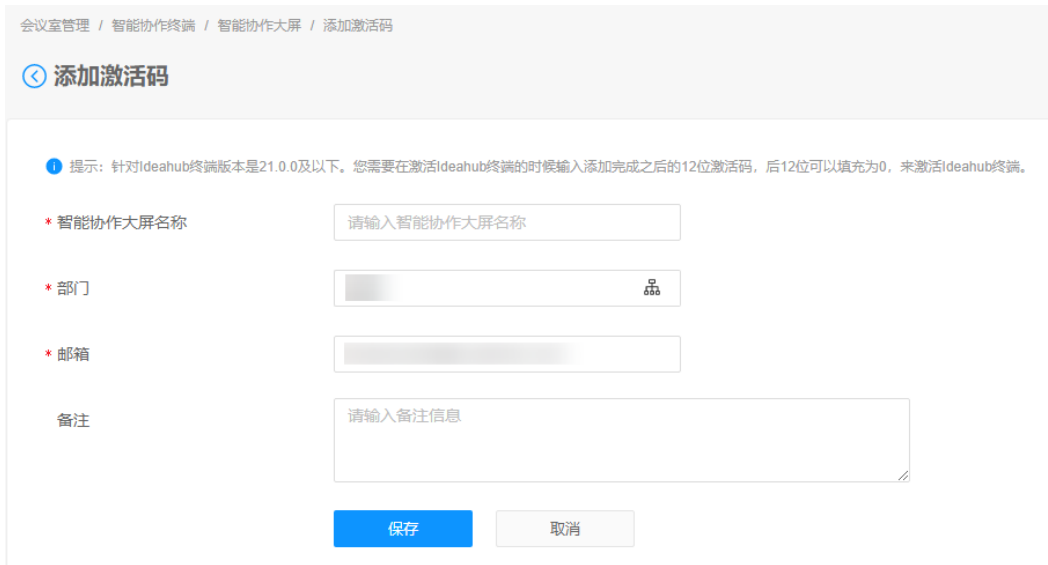 会议室管理 / 智能协作终端 / 智能协作大屏 / 添加激活码
添加激活码
提示：针对Ideahub终端版本是21.0.0及以下。您需要在激活Ideahub终端的时候输入添加完成之后的12位激活码，后12位可以填充为0，来激活Ideahub终端。
* 智能协作大屏名称 请输入智能协作大屏名称
* 部门
* 邮箱
备注 请输入备注信息
保存 取消